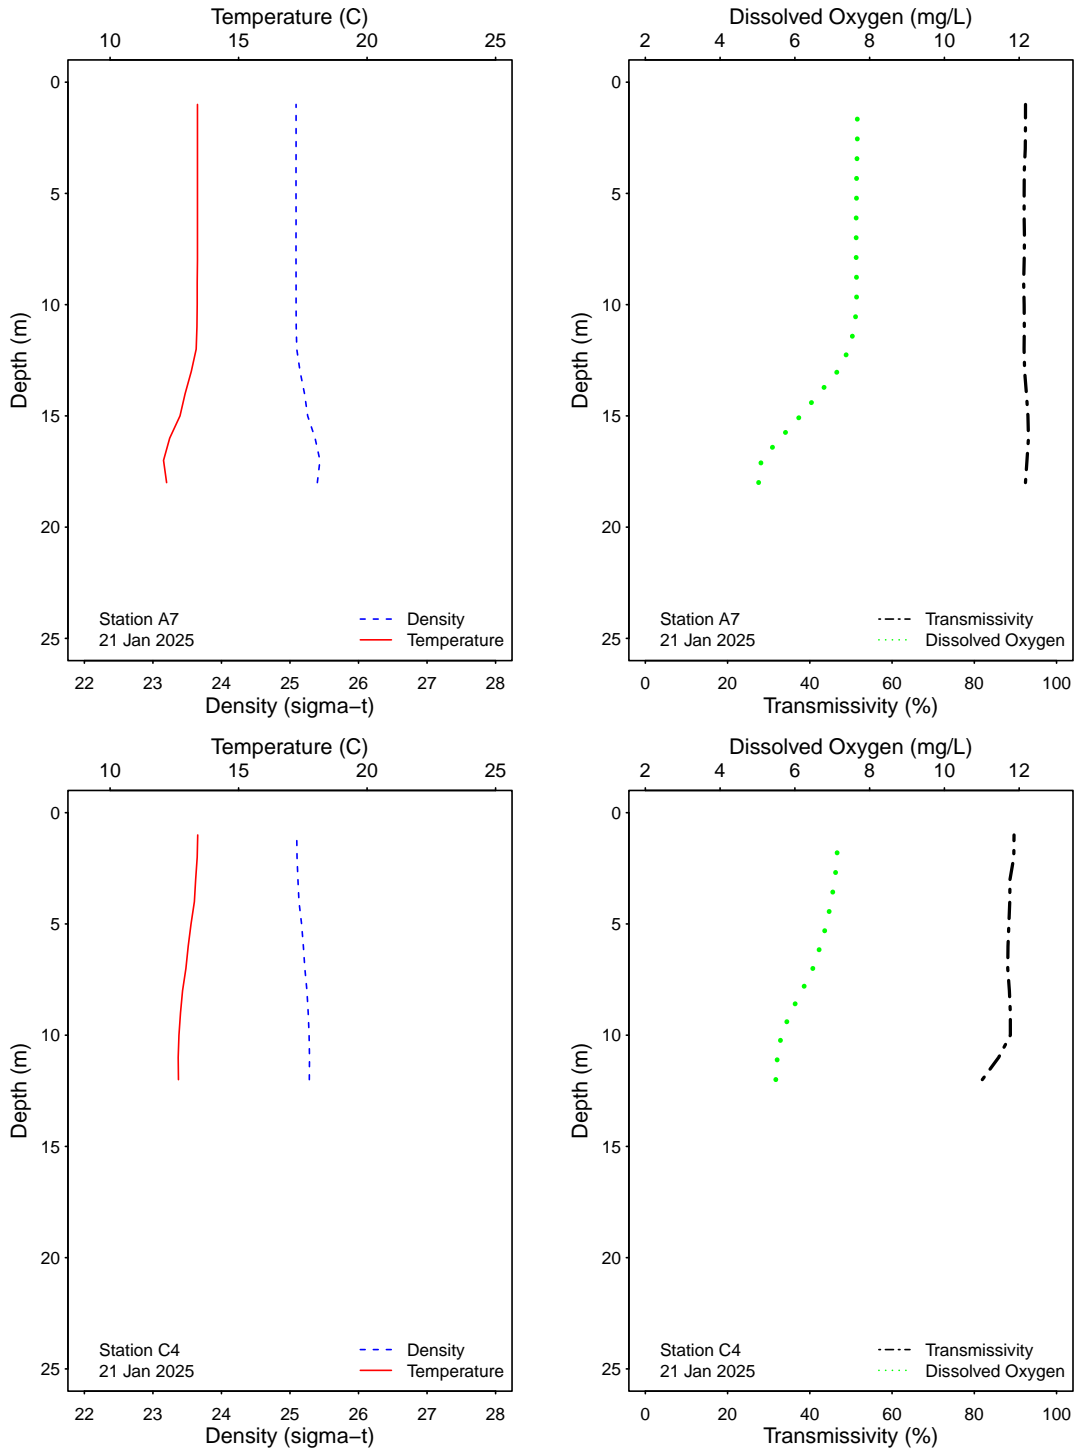 Temperature (C)
10 15 20 25
0
5
10
15
20
25
Depth (m)
Station A7
21 Jan 2025
Density
Temperature
22 23 24 25 26 27 28
Density (sigma−t)
Dissolved Oxygen (mg/L)
2 4 6 8 10 12
0
5
10
15
20
25
Depth (m)
Station A7
21 Jan 2025
Transmissivity
Dissolved Oxygen
0 20 40 60 80 100
Transmissivity (%)
Temperature (C)
10 15 20 25
0
5
10
15
20
25
Depth (m)
Station C4
21 Jan 2025
Density
Temperature
22 23 24 25 26 27 28
Density (sigma−t)
Dissolved Oxygen (mg/L)
2 4 6 8 10 12
0
5
10
15
20
25
Depth (m)
Station C4
21 Jan 2025
Transmissivity
Dissolved Oxygen
0 20 40 60 80 100
Transmissivity (%)